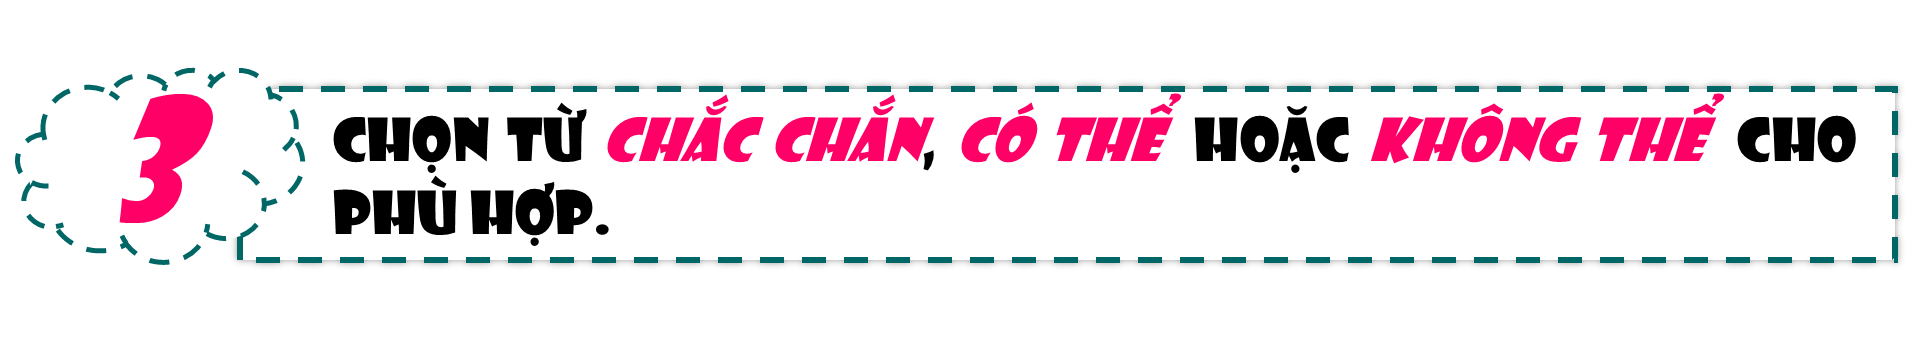 3
CHỌN TỪ CHẮC CHẮN, CÓ THỂ HOẶC KHÔNG THỂ CHO
PHÙ HỢP.